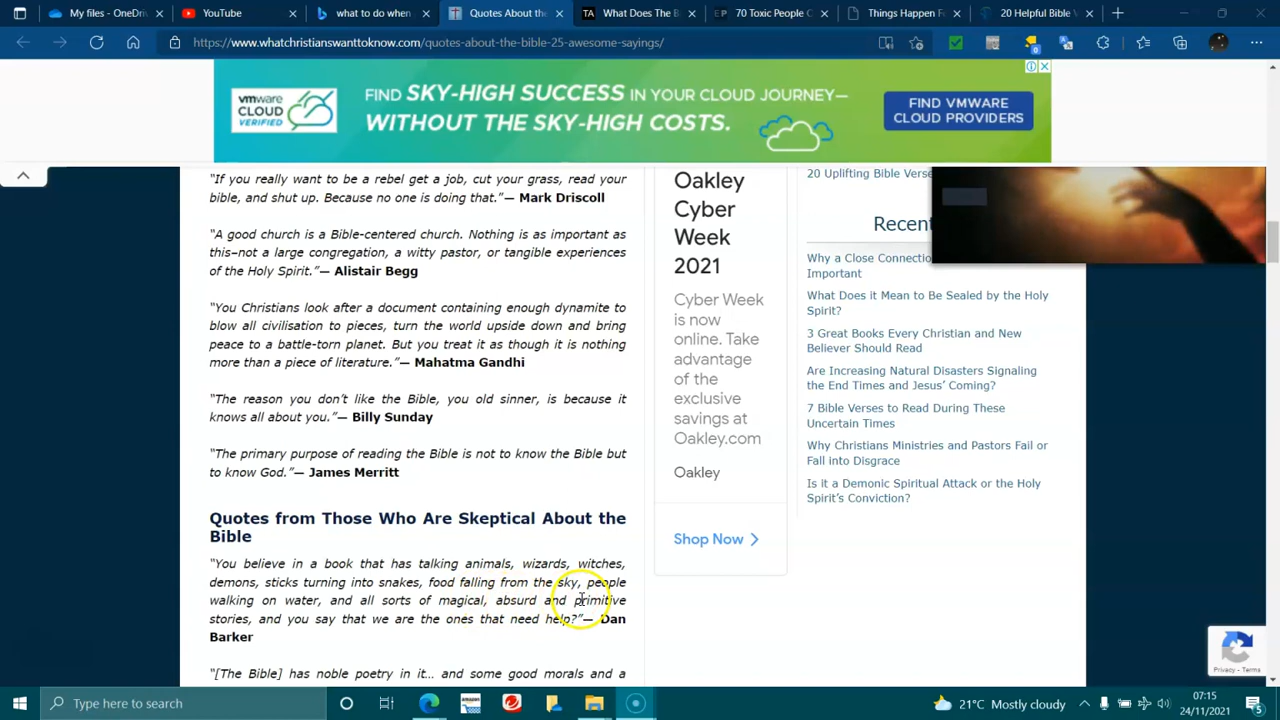 My files - OneDriv
YouTube
what to do when
Quotes About the
What Does The B
70 Toxic People C
Things Happen Fo
20 Helpful Bible V
https://www.whatchristianswanttoknow.com/quotes-about-the-bible-25-awesome-sayings/
vmware
CLOUD
VERIFIED
FIND SKY-HIGH SUCCESS IN YOUR CLOUD JOURNEY—
WITHOUT THE SKY-HIGH COSTS.
FIND VMWARE
CLOUD PROVIDERS
“If you really want to be a rebel get a job, cut your grass, read your
bible, and shut up. Because no one is doing that.”— Mark Driscoll
“A good church is a Bible-centered church. Nothing is as important as
this–not a large congregation, a witty pastor, or tangible experiences
of the Holy Spirit.”— Alistair Begg
“You Christians look after a document containing enough dynamite to
blow all civilisation to pieces, turn the world upside down and bring
peace to a battle-torn planet. But you treat it as though it is nothing
more than a piece of literature.”— Mahatma Gandhi
“The reason you don’t like the Bible, you old sinner, is because it
knows all about you.”— Billy Sunday
“The primary purpose of reading the Bible is not to know the Bible but
to know God.”— James Merritt
Quotes from Those Who Are Skeptical About the
Bible
“You believe in a book that has talking animals, wizards, witches,
demons, sticks turning into snakes, food falling from the sky, people
walking on water, and all sorts of magical, absurd and primitive
stories, and you say that we are the ones that need help?”— Dan
Barker
“[The Bible] has noble poetry in it… and some good morals and a
Oakley
Cyber
Week
2021
Cyber Week
is now
online. Take
advantage
of the
exclusive
savings at
Oakley.com
Oakley
Shop Now
20 Uplifting Bible Verse
Recen
Why a Close Connectio
Important
What Does it Mean to Be Sealed by the Holy
Spirit?
3 Great Books Every Christian and New
Believer Should Read
Are Increasing Natural Disasters Signaling
the End Times and Jesus’ Coming?
7 Bible Verses to Read During These
Uncertain Times
Why Christians Ministries and Pastors Fail or
Fall into Disgrace
Is it a Demonic Spiritual Attack or the Holy
Spirit’s Conviction?
Privacy - Terms
Type here to search
21°C Mostly cloudy
07:15
24/11/2021
5